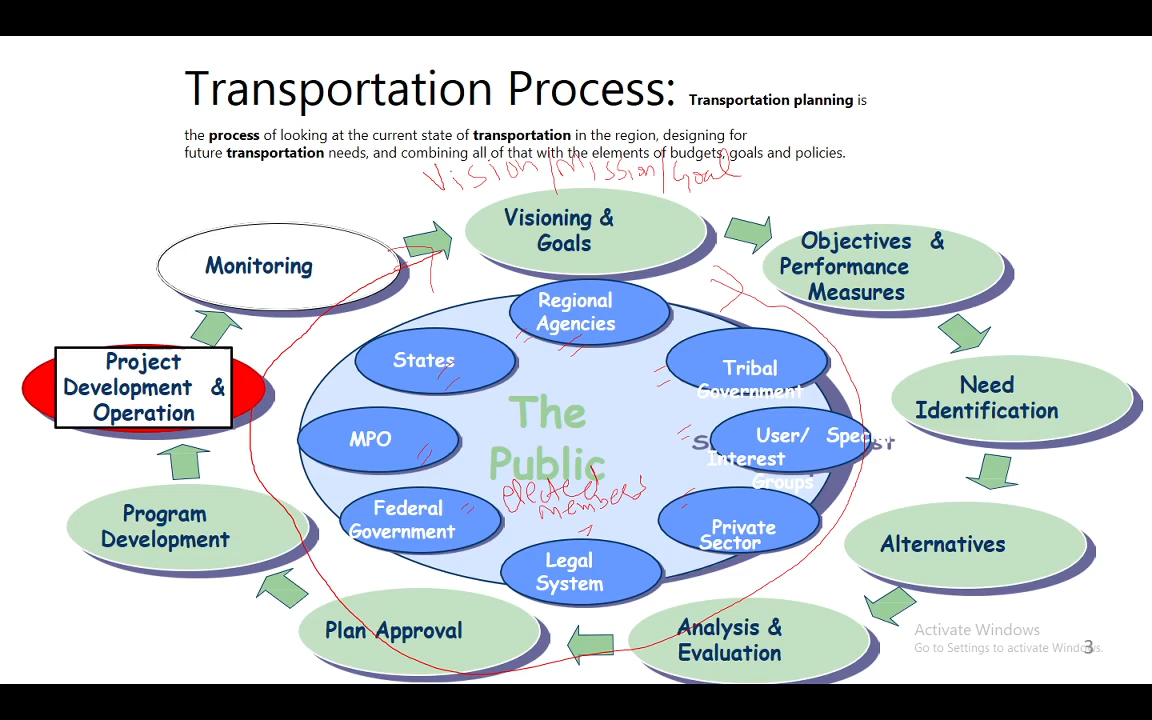 Transportation Process: Transportation planning is
the process of looking at the current state of transportation in the region, designing for
future transportation needs, and combining all of that with the elements of budgets, goals and policies.
Vision/Mission/Goal
Visioning &
Goals
Objectives &
Performance
Measures
Need
Identification
Alternatives
Analysis &
Evaluation
Plan Approval
Program
Development
Project
Development &
Operation
Monitoring
Regional
Agencies
Tribal
Government
User/ Special
Interest
Groups
Private
Sector
Legal
System
Federal
Government
MPO
States
The
Public
elected
members
Activate Windows
Go to Settings to activate Windows.
3